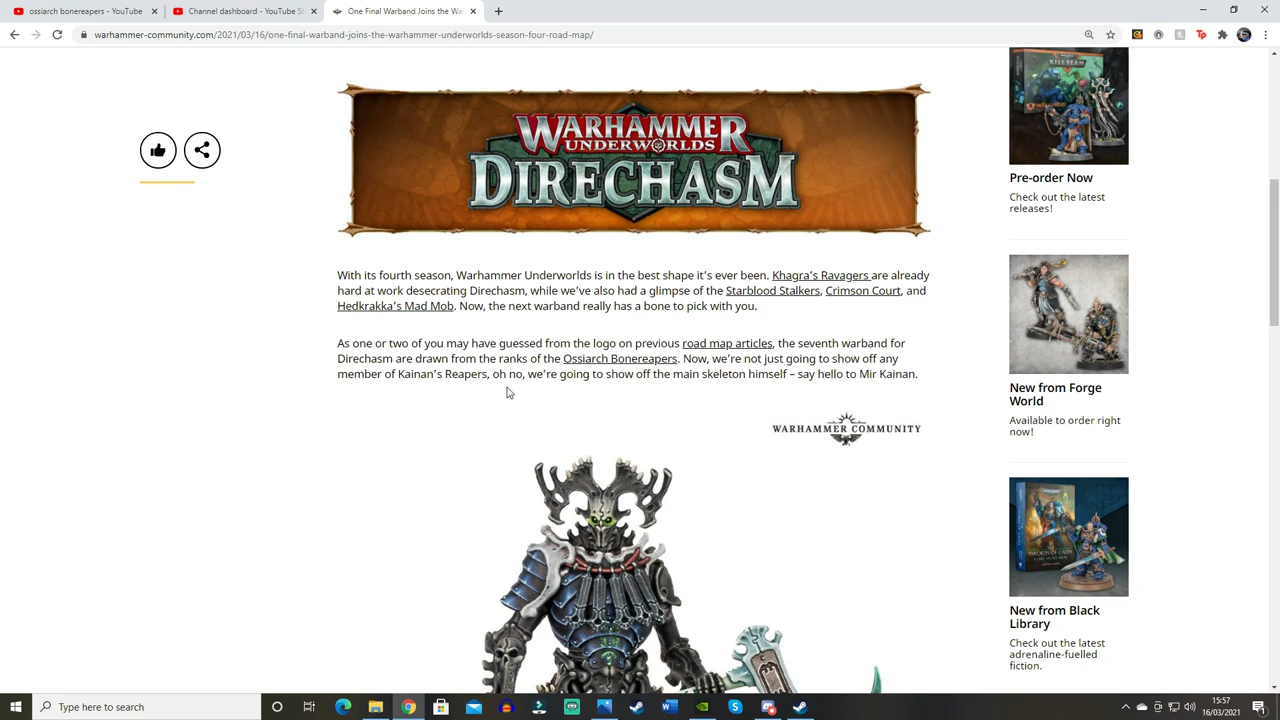 ossiarch bonereapers - YouTube
Channel dashboard - YouTube St
One Final Warband Joins the Wa
warhammer-community.com/2021/03/16/one-final-warband-joins-the-warhammer-underworlds-season-four-road-map/
WARHAMMER
UNDERWORLDS
DIRECHASM
With its fourth season, Warhammer Underworlds is in the best shape it's ever been. Khagra's Ravagers are already
hard at work desecrating Direchasm, while we've also had a glimpse of the Starblood Stalkers, Crimson Court, and
Hedkrakka's Mad Mob. Now, the next warband really has a bone to pick with you.
As one or two of you may have guessed from the logo on previous road map articles, the seventh warband for
Direchasm are drawn from the ranks of the Ossiarch Bonereapers. Now, we're not just going to show off any
member of Kainan's Reapers, oh no, we're going to show off the main skeleton himself – say hello to Mir Kainan.
WARHAMMER COMMUNITY
KILL TEAM
Pre-order Now
Check out the latest
releases!
New from Forge
World
Available to order right
now!
New from Black
Library
Check out the latest
adrenaline-fuelled
fiction.
Type here to search
15:57
16/03/2021